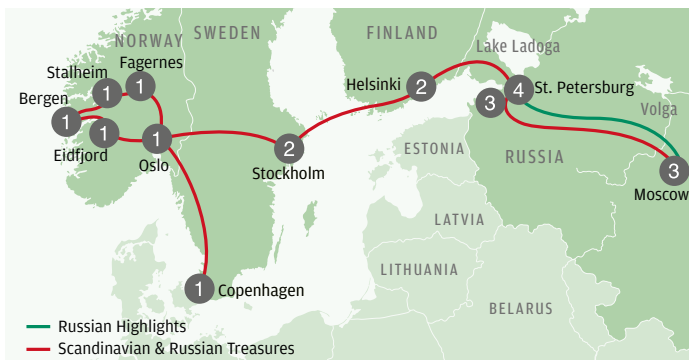 NORWAY
SWEDEN
FINLAND
Lake Ladoga
Fagernes
Stalheim
1
1
Bergen
1
1
Eidfjord
1
Oslo
Helsinki
2
4
St. Petersburg
3
Volga
2
Stockholm
ESTONIA
RUSSIA
3
Moscow
LATVIA
LITHUANIA
1
Copenhagen
BELARUS
Russian Highlights
Scandinavian & Russian Treasures